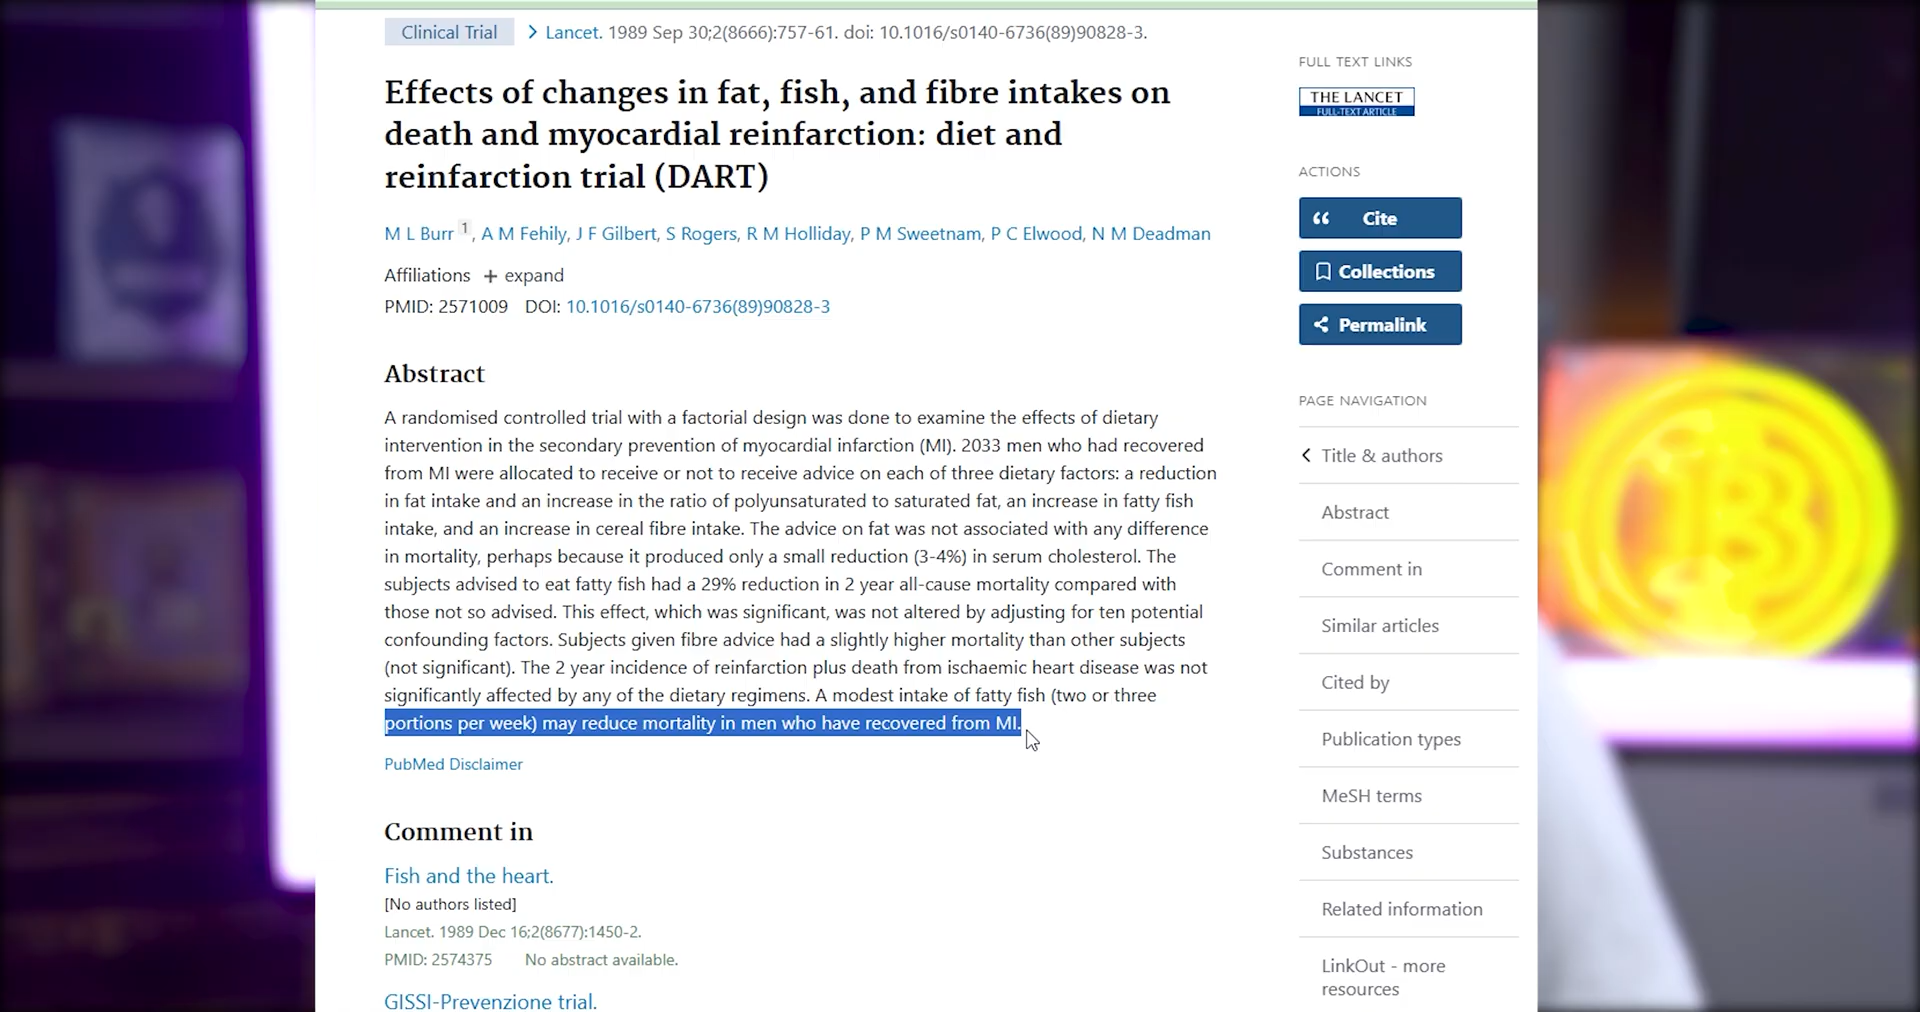 Clinical Trial > Lancet. 1989 Sep 30;2(8666):757-61. doi: 10.1016/s0140-6736(89)90828-3.
Effects of changes in fat, fish, and fibre intakes on
death and myocardial reinfarction: diet and
reinfarction trial (DART)
M L Burr 1, A M Fehily, J F Gilbert, S Rogers, R M Holliday, P M Sweetnam, P C Elwood, N M Deadman
Affiliations + expand
PMID: 2571009 DOI: 10.1016/s0140-6736(89)90828-3
Abstract
A randomised controlled trial with a factorial design was done to examine the effects of dietary
intervention in the secondary prevention of myocardial infarction (MI). 2033 men who had recovered
from MI were allocated to receive or not to receive advice on each of three dietary factors: a reduction
in fat intake and an increase in the ratio of polyunsaturated to saturated fat, an increase in fatty fish
intake, and an increase in cereal fibre intake. The advice on fat was not associated with any difference
in mortality, perhaps because it produced only a small reduction (3-4%) in serum cholesterol. The
subjects advised to eat fatty fish had a 29% reduction in 2 year all-cause mortality compared with
those not so advised. This effect, which was significant, was not altered by adjusting for ten potential
confounding factors. Subjects given fibre advice had a slightly higher mortality than other subjects
(not significant). The 2 year incidence of reinfarction plus death from ischaemic heart disease was not
significantly affected by any of the dietary regimens. A modest intake of fatty fish (two or three
portions per week) may reduce mortality in men who have recovered from MI.
PubMed Disclaimer
Comment in
Fish and the heart.
[No authors listed]
Lancet. 1989 Dec 16;2(8677):1450-2.
PMID: 2574375 No abstract available.
GISSI-Prevenzione trial.
FULL TEXT LINKS
THE LANCET
FULL-TEXT ARTICLE
ACTIONS
Cite
Collections
Permalink
PAGE NAVIGATION
Title & authors
Abstract
Comment in
Similar articles
Cited by
Publication types
MeSH terms
Substances
Related information
LinkOut - more
resources